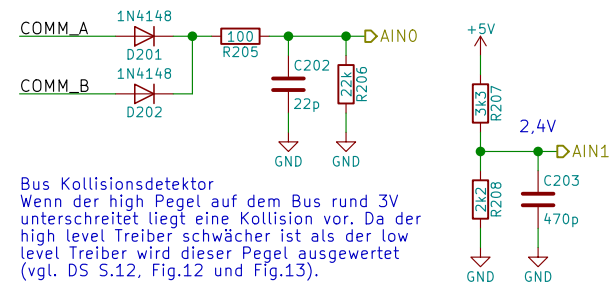 1N4148
COMM_A
D201
100
R205
AIN0
1N4148
COMM_B
D202
C202
22p
22k
R206
GND
GND
+5V
3k3
R207
2,4V
AIN1
2k2
R208
C203
470p
GND
GND
Bus Kollisionsdetektor
Wenn der high Pegel auf dem Bus rund 3V
unterschreitet liegt eine Kollision vor. Da der
high level Treiber schwächer ist als der low
level Treiber wird dieser Pegel ausgewertet
(vgl. DS S.12, Fig.12 und Fig.13).